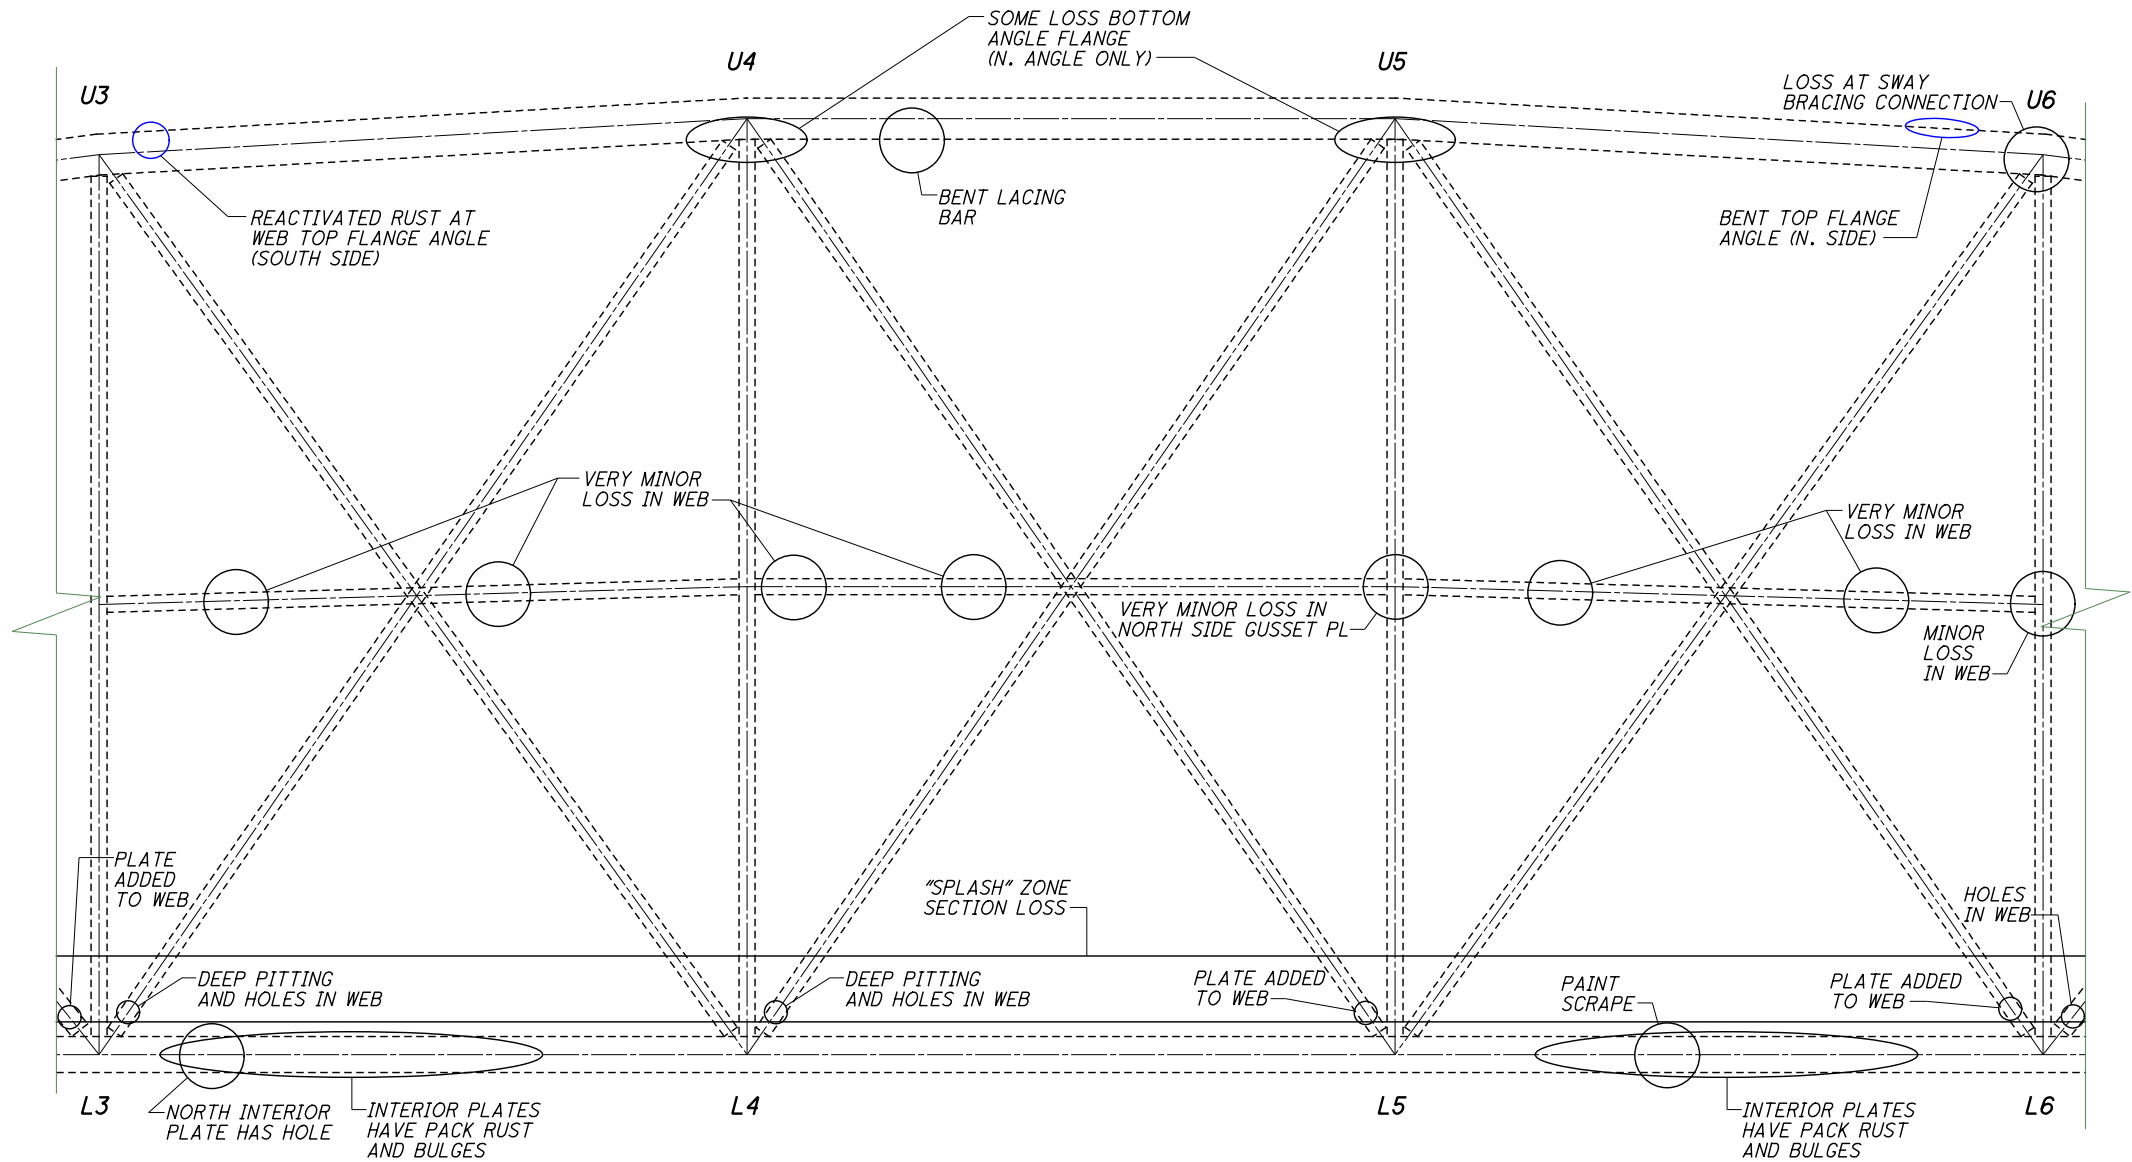 SOME LOSS BOTTOM
ANGLE FLANGE
(N. ANGLE ONLY)
U3
U4
U5
LOSS AT SWAY
BRACING CONNECTION
U6
REACTIVATED RUST AT
WEB TOP FLANGE ANGLE
(SOUTH SIDE)
BENT LACING
BAR
BENT TOP FLANGE
ANGLE (N. SIDE)
VERY MINOR
LOSS IN WEB
VERY MINOR
LOSS IN WEB
VERY MINOR LOSS IN
NORTH SIDE GUSSET PL
MINOR
LOSS
IN WEB
PLATE
ADDED
TO WEB
"SPLASH" ZONE
SECTION LOSS
HOLES
IN WEB
DEEP PITTING
AND HOLES IN WEB
DEEP PITTING
AND HOLES IN WEB
PLATE ADDED
TO WEB
PAINT
SCRAPE
PLATE ADDED
TO WEB
L3
L4
L5
L6
NORTH INTERIOR
PLATE HAS HOLE
INTERIOR PLATES
HAVE PACK RUST
AND BULGES
INTERIOR PLATES
HAVE PACK RUST
AND BULGES